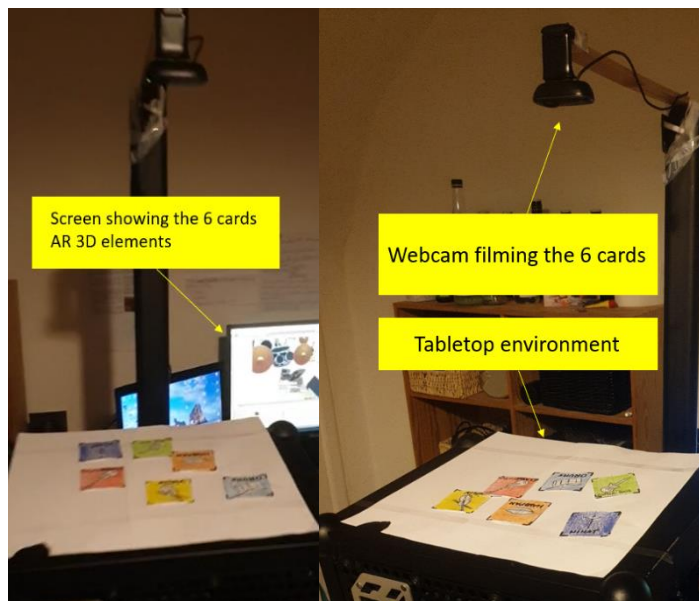 Screen showing the 6 cards
AR 3D elements
Webcam filming the 6 cards
Tabletop environment